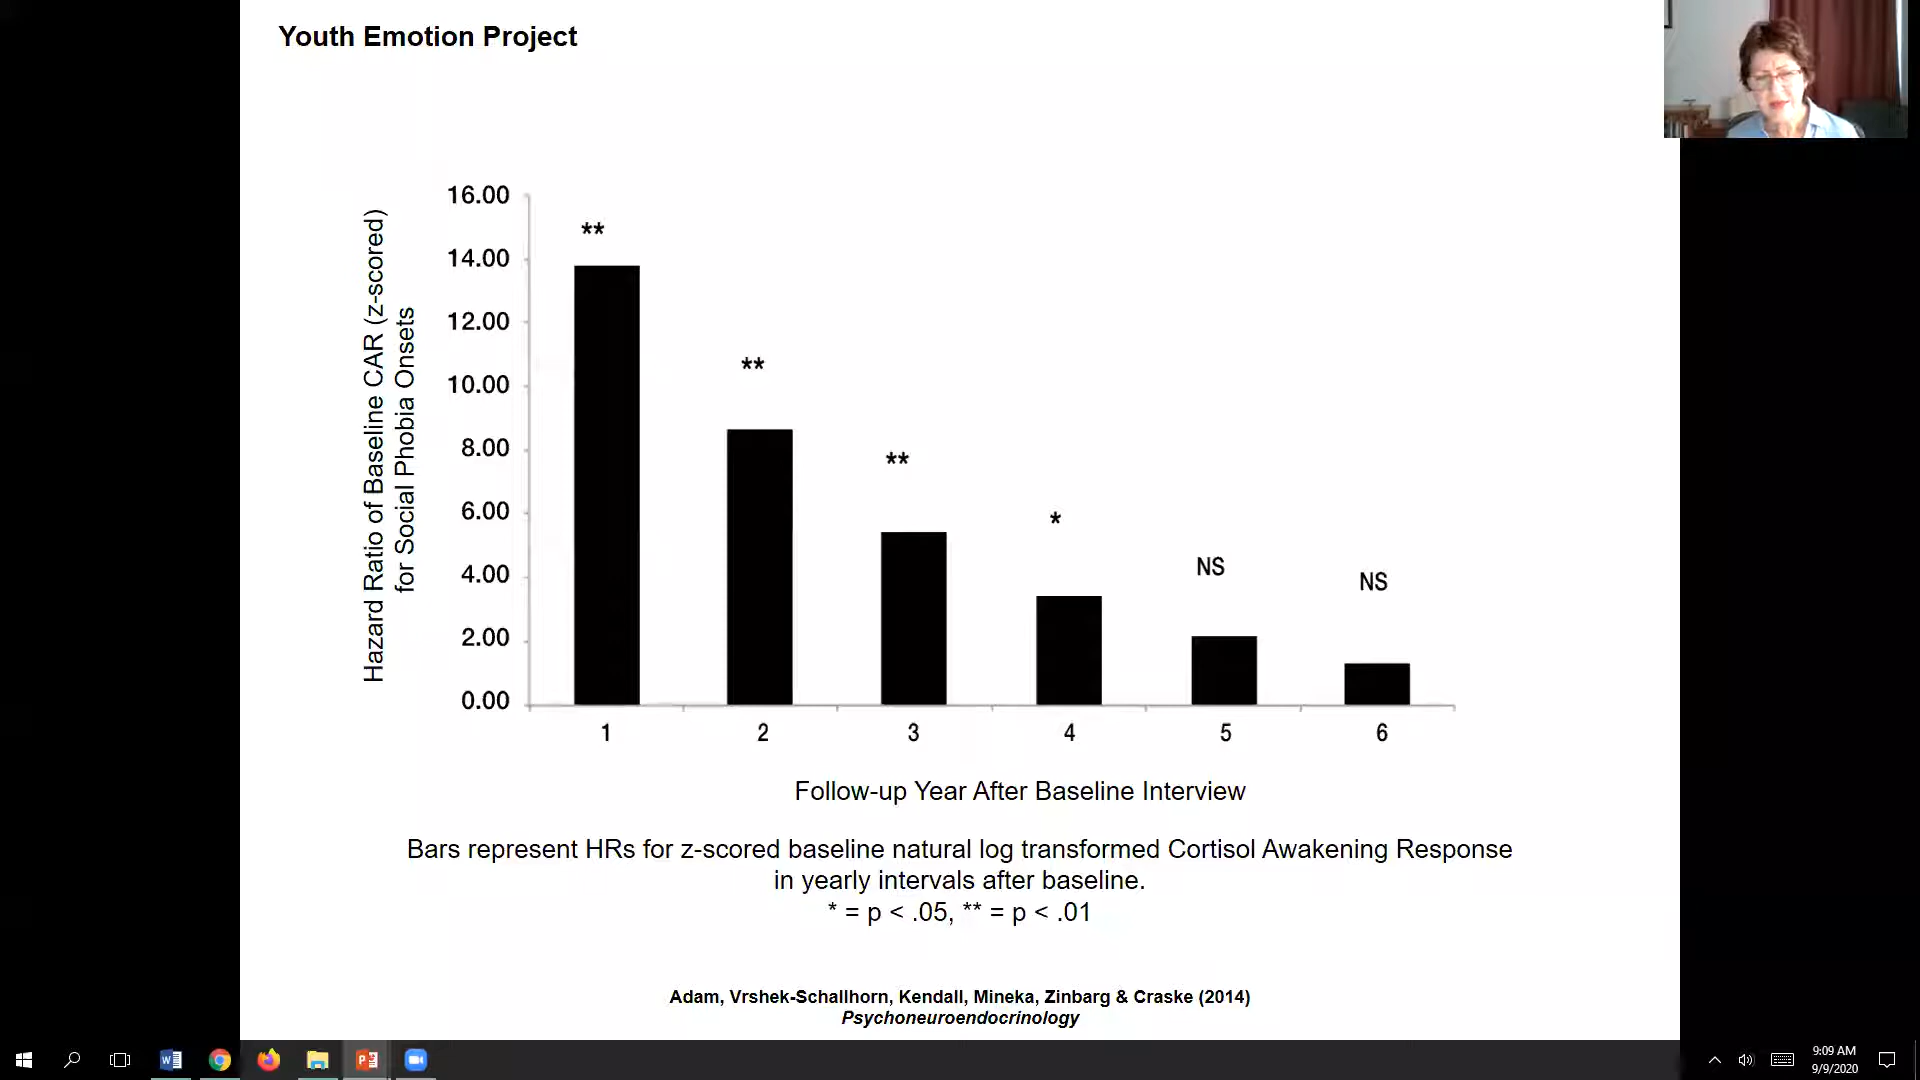 Youth Emotion Project
Hazard Ratio of Baseline CAR (z-scored)
for Social Phobia Onsets
16.00
14.00
12.00
10.00
8.00
6.00
4.00
2.00
0.00
**
**
**
*
NS
NS
1 2 3 4 5 6
Follow-up Year After Baseline Interview
Bars represent HRs for z-scored baseline natural log transformed Cortisol Awakening Response
in yearly intervals after baseline.
* = p < .05, ** = p < .01
Adam, Vrshek-Schallhorn, Kendall, Mineka, Zinbarg & Craske (2014)
Psychoneuroendocrinology
9:09 AM
9/9/2020